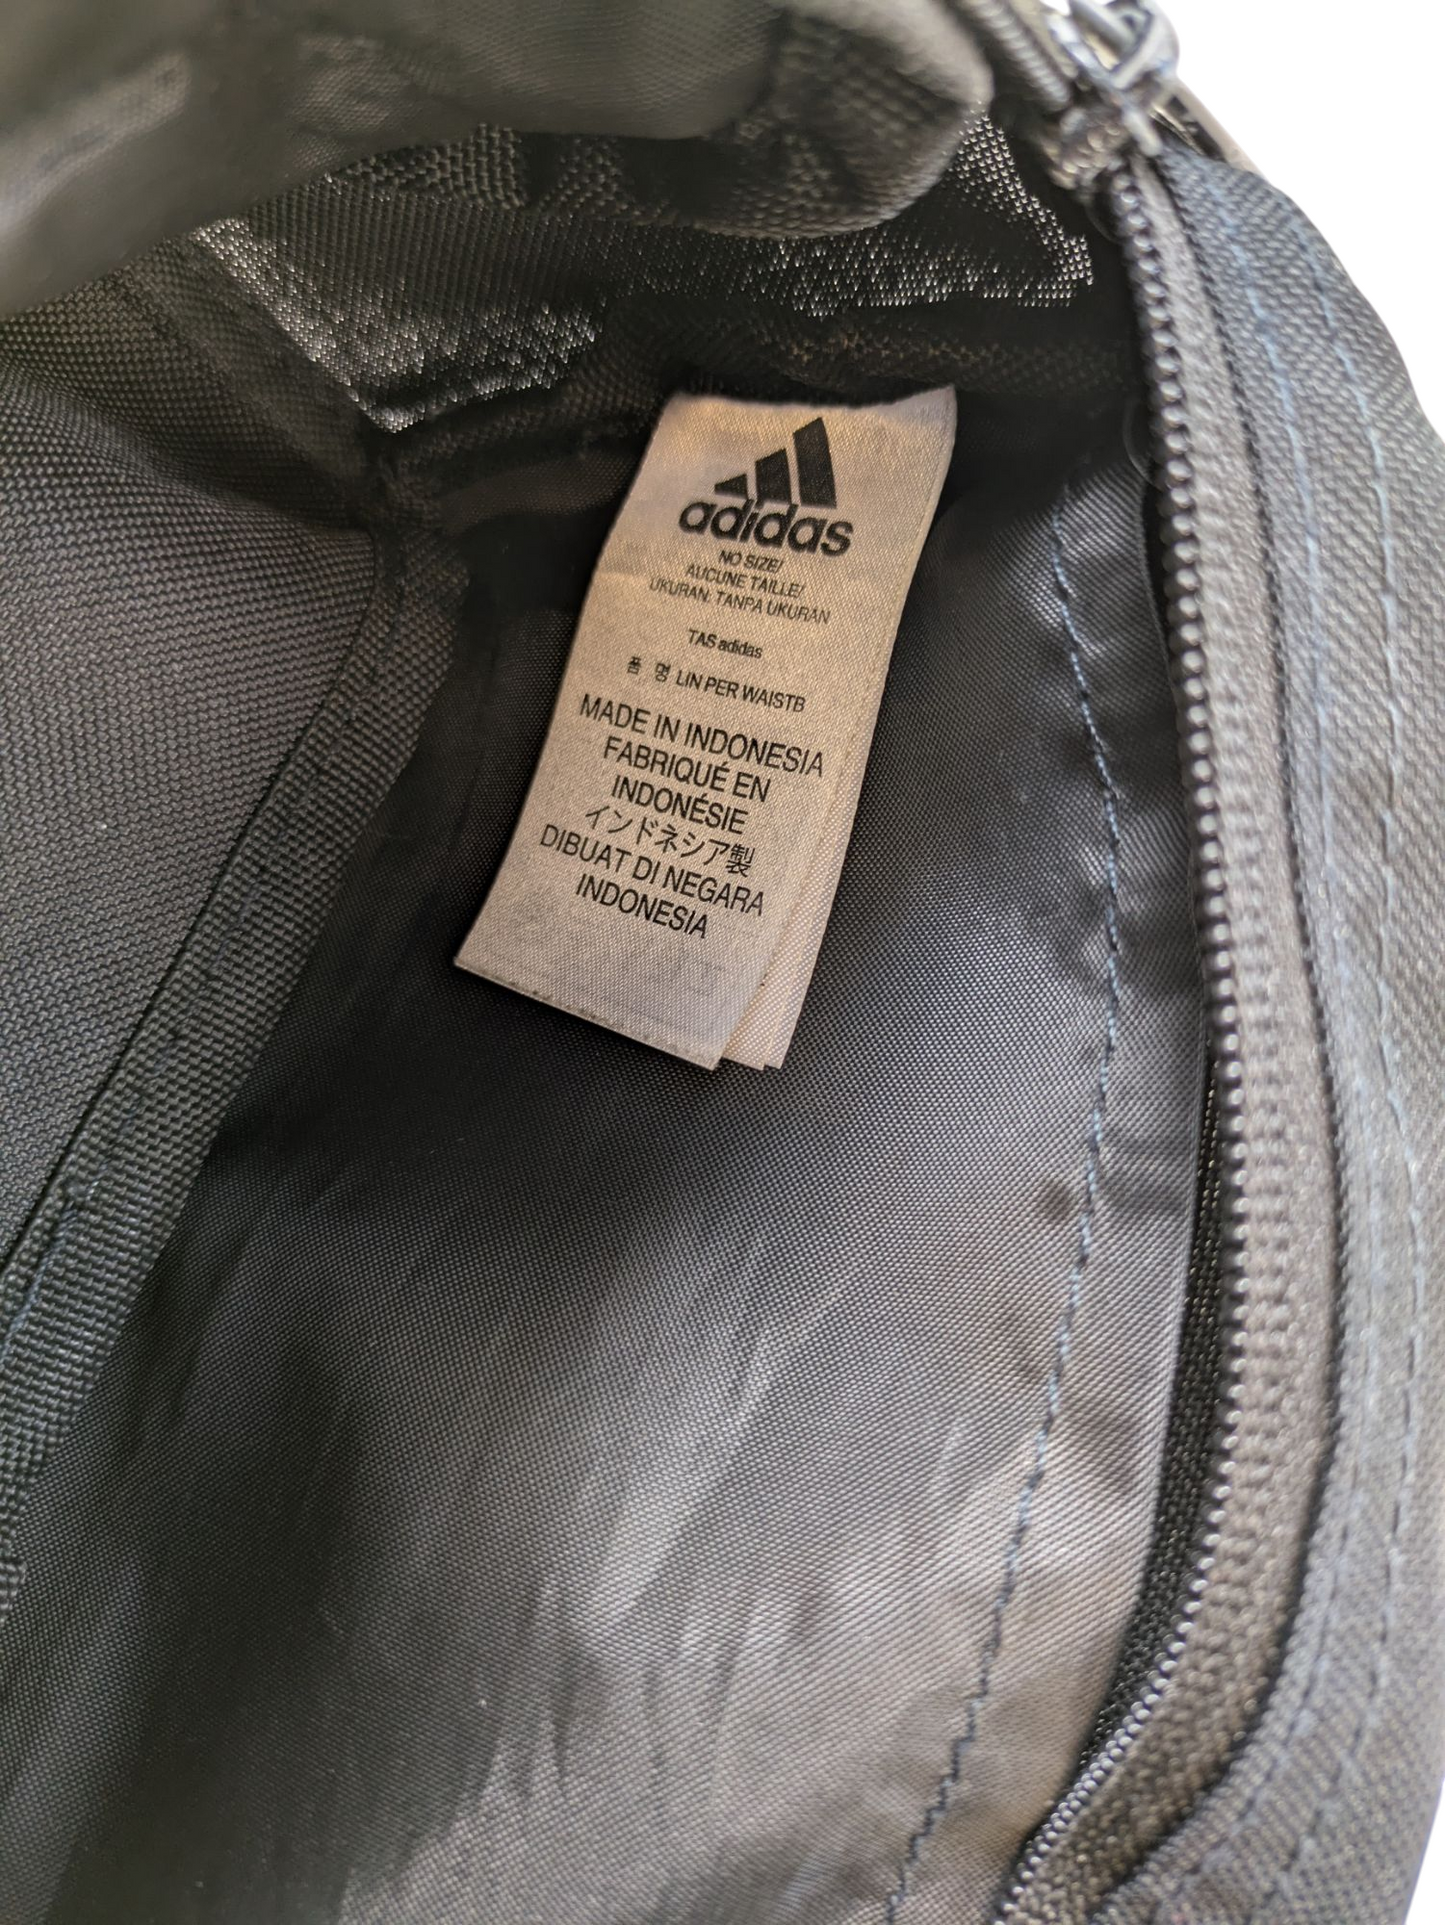 adidas
NO SIZE/
AUCUNE TAILLE/
UKURAN: TANPA UKURAN
TAS adidas
품 명 LIN PER WAISTB
MADE IN INDONESIA
FABRIQUÉ EN
INDONÉSIE
インドネシア製
DIBUAT DI NEGARA
INDONESIA